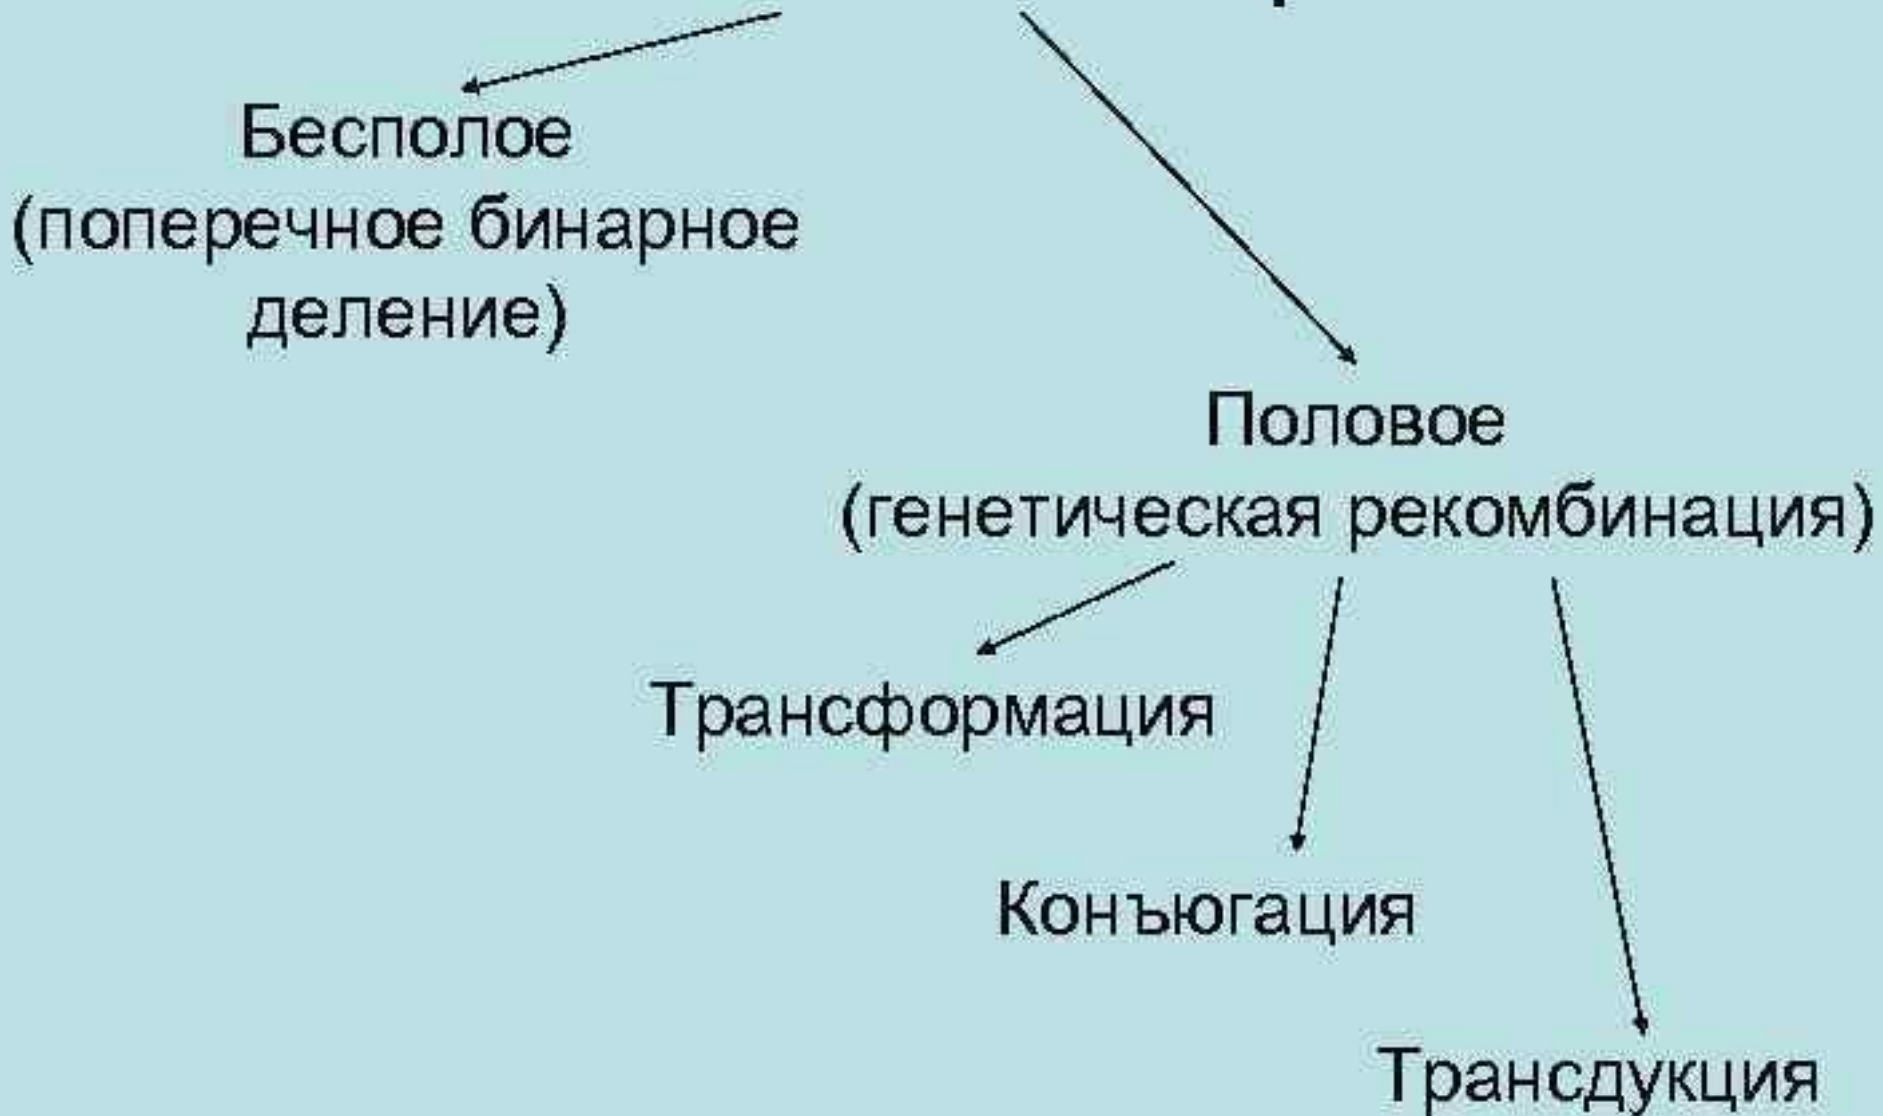 Бесполое
(поперечное бинарное
деление)
Половое
(генетическая рекомбинация)
Трансформация
Конъюгация
Трансдукция